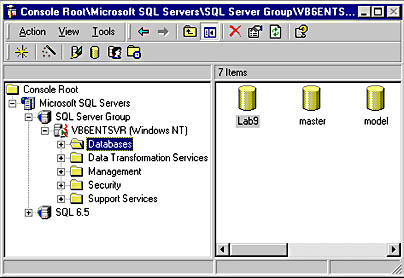 Console Root\Microsoft SQL Servers\SQL Server Group\VB6ENTS...
Action View Tools
7 Items
Console Root
Microsoft SQL Servers
SQL Server Group
VB6ENTSVR (Windows NT)
Databases
Data Transformation Services
Management
Security
Support Services
SQL 6.5
Lab9 master model